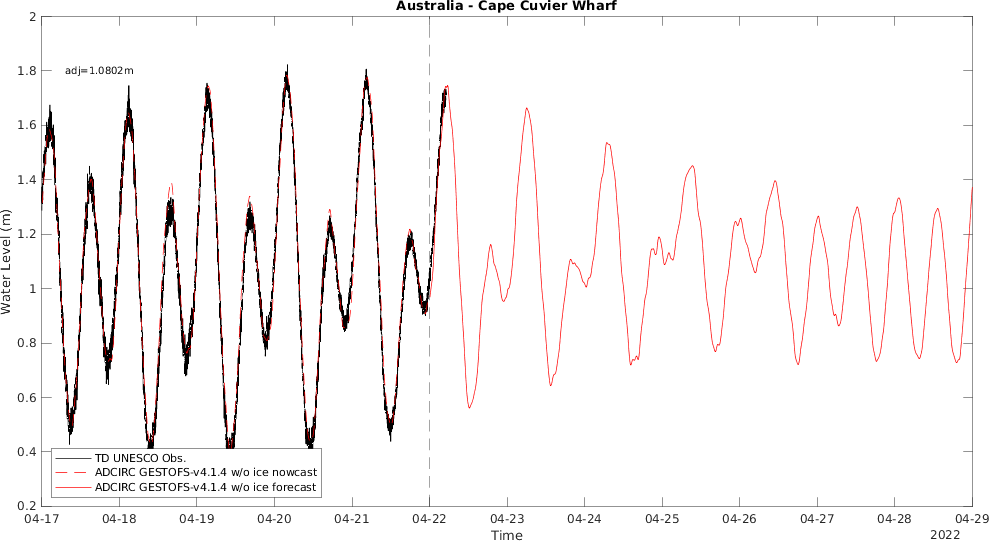 Australia - Cape Cuvier Wharf
2
1.8
1.6
1.4
1.2
1
0.8
0.6
0.4
0.2
Water Level (m)
adj=1.0802m
TD UNESCO Obs.
ADCIRC GESTOFS-v4.1.4 w/o ice nowcast
ADCIRC GESTOFS-v4.1.4 w/o ice forecast
04-17 04-18 04-19 04-20 04-21 04-22 04-23 04-24 04-25 04-26 04-27 04-28 04-29
Time
2022